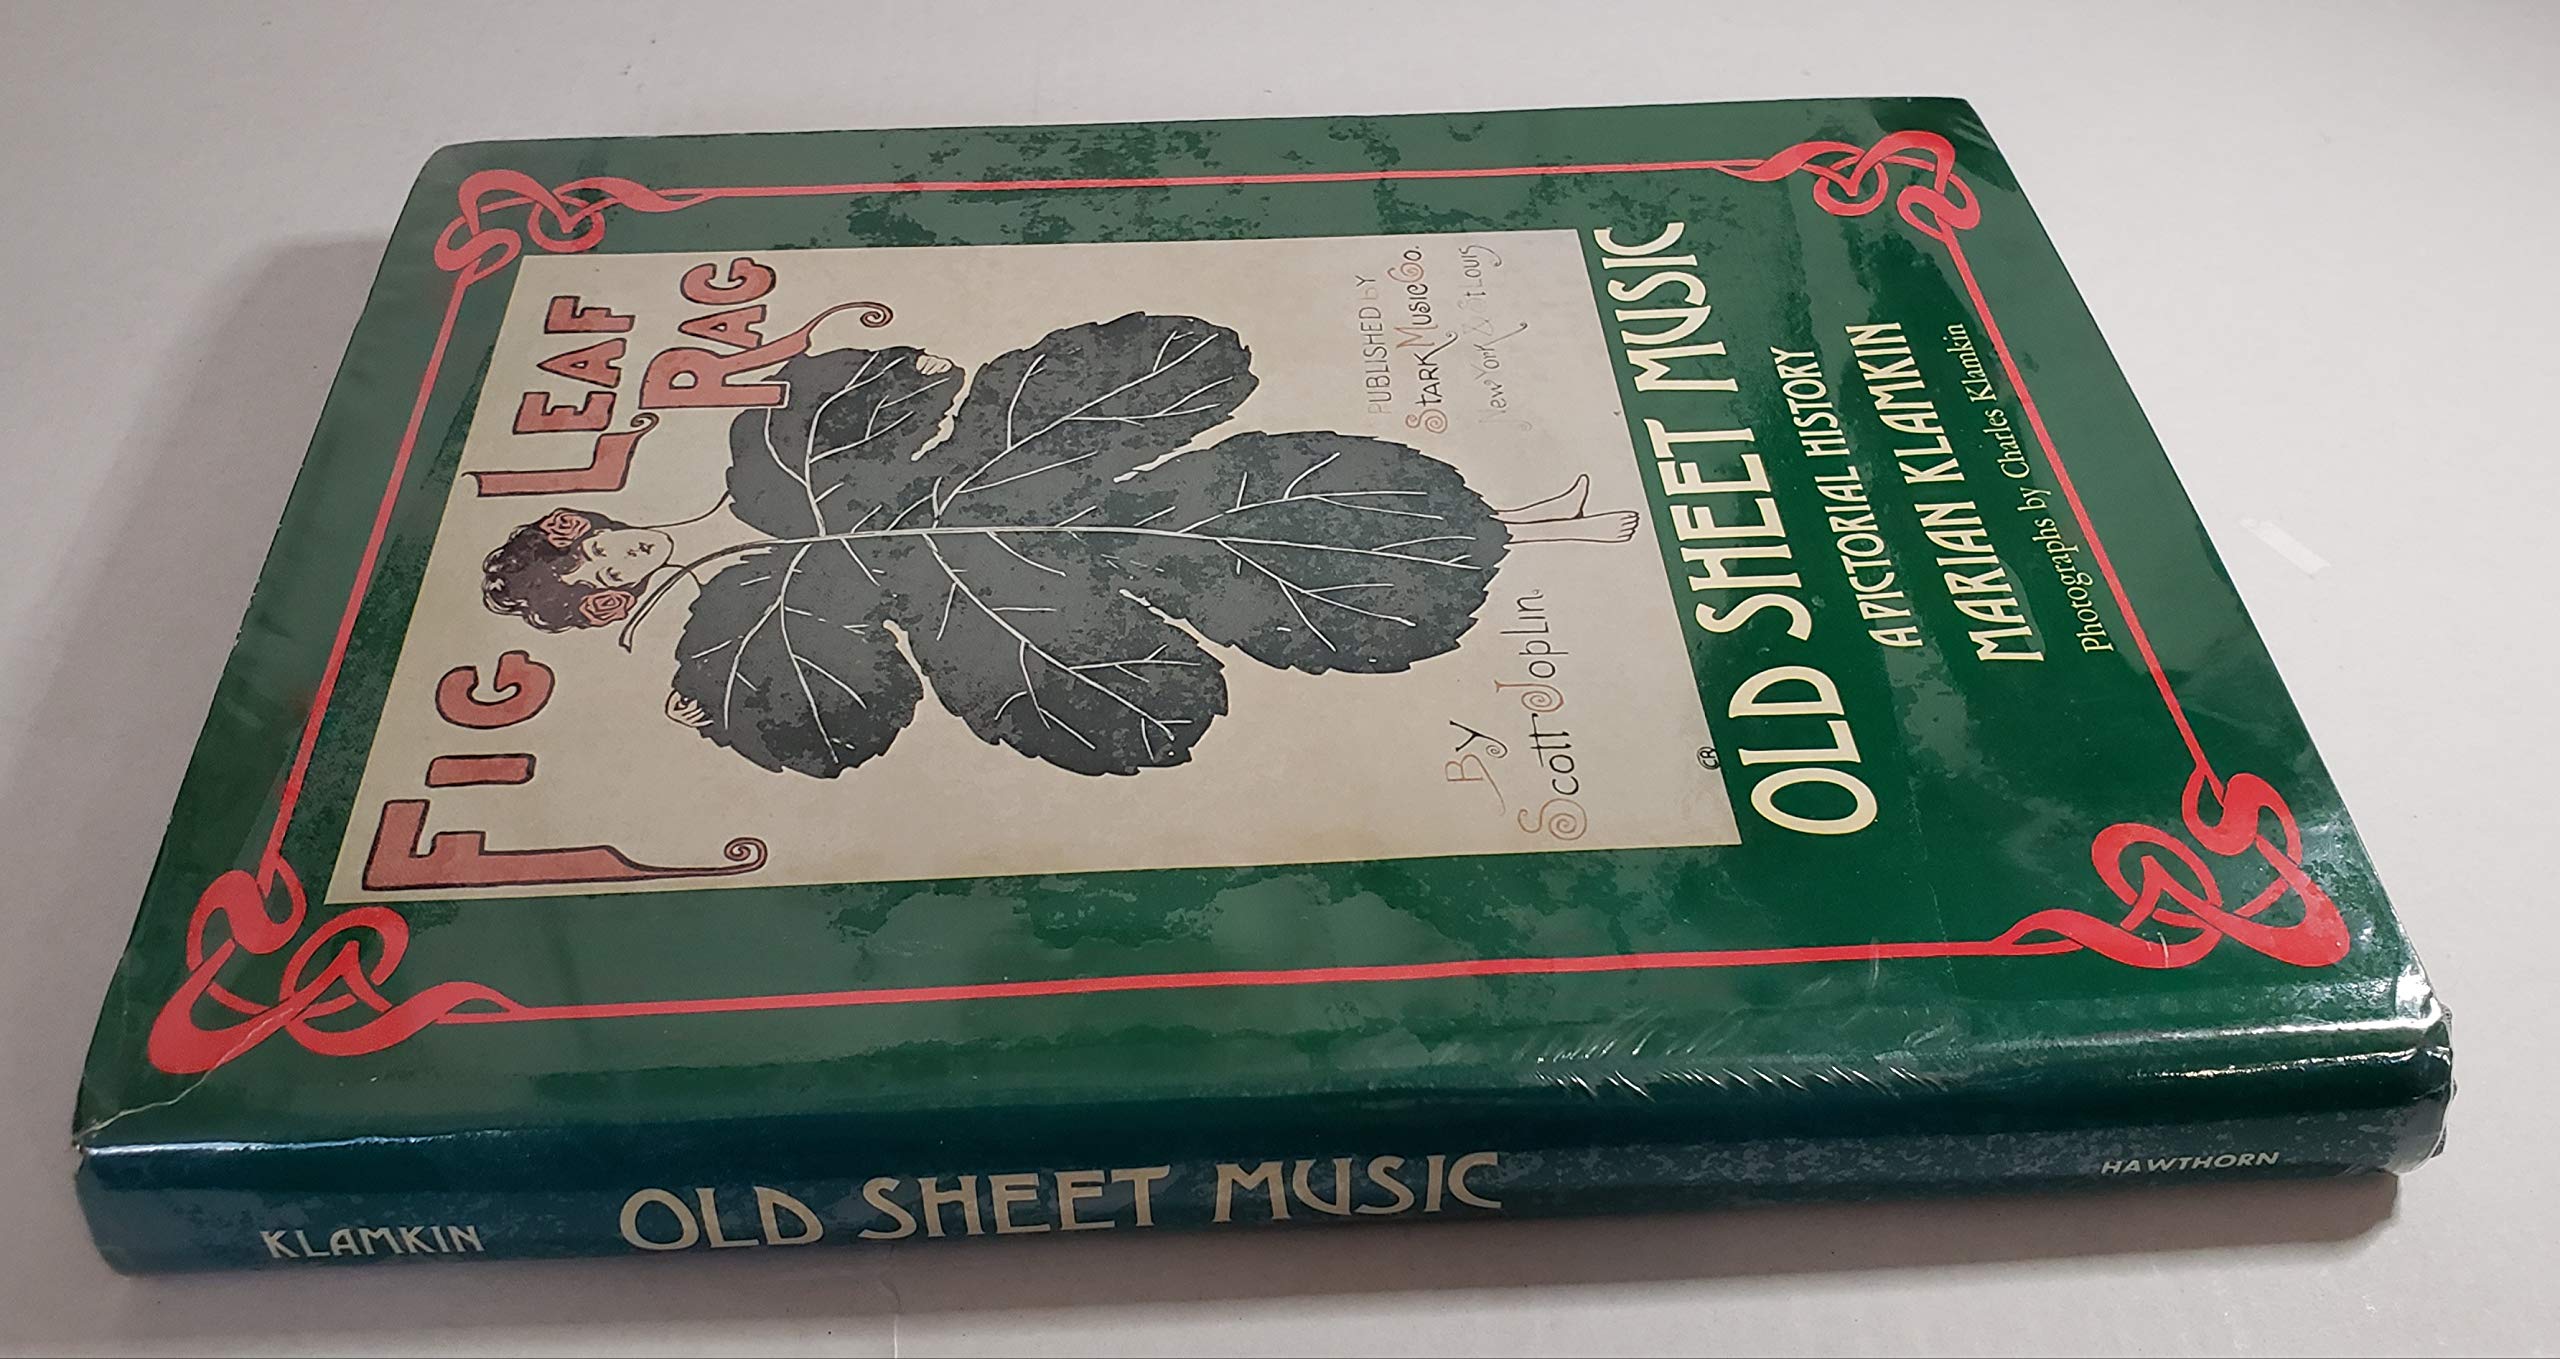 FIG LEAF
RAG
PUBLISHED by
STARK MUSIC Co.
New York & St Louis
By
Scott Joplin.
CR
OLD SHEET MUSIC
A PICTORIAL HISTORY
MARIAN KLAMKIN
Photographs by Charles Klamkin
KLAMKIN
OLD SHEET MUSIC
HAWTHORN